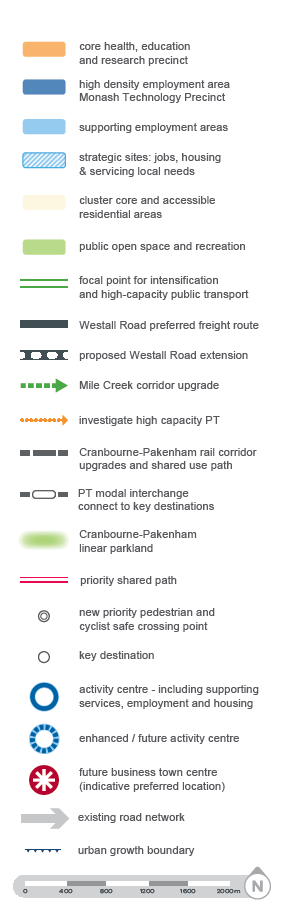 core health, education
and research precinct
high density employment area
Monash Technology Precinct
supporting employment areas
strategic sites: jobs, housing
& servicing local needs
cluster core and accessible
residential areas
public open space and recreation
focal point for intensification
and high-capacity public transport
Westall Road preferred freight route
proposed Westall Road extension
Mile Creek corridor upgrade
investigate high capacity PT
Cranbourne-Pakenham rail corridor
upgrades and shared use path
PT modal interchange
connect to key destinations
Cranbourne-Pakenham
linear parkland
priority shared path
new priority pedestrian and
cyclist safe crossing point
key destination
activity centre - including supporting
services, employment and housing
enhanced / future activity centre
future business town centre
(indicative preferred location)
existing road network
urban growth boundary
N
0 400 800 1200 1600 2000m